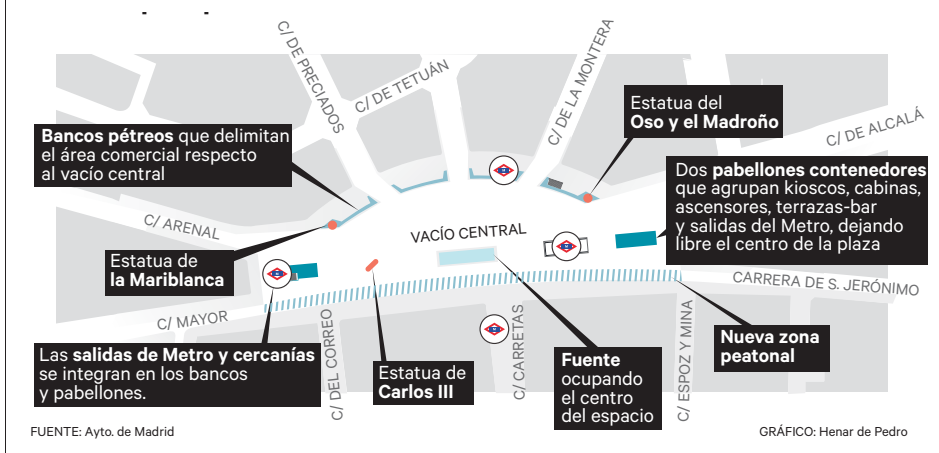 C/ DE PRECIADOS
C/ DE TETUÁN
C/ DE LA MONTERA
Estatua del
Oso y el Madroño
C/ DE ALCALÁ
Bancos pétreos que delimitan
el área comercial respecto
al vacío central
Dos pabellones contenedores
que agrupan kioscos, cabinas,
ascensores, terrazas-bar
y salidas del Metro, dejando
libre el centro de la plaza
C/ ARENAL
VACÍO CENTRAL
Estatua de
la Mariblanca
CARRERA DE S. JERÓNIMO
C/ MAYOR
Las salidas de Metro y cercanías
se integran en los bancos
y pabellones.
C/ DEL CORREO
Estatua de
Carlos III
C/ CARRETAS
Fuente
ocupando
el centro
del espacio
C/ ESPOZ Y MINA
Nueva zona
peatonal
FUENTE: Ayto. de Madrid
GRÁFICO: Henar de Pedro